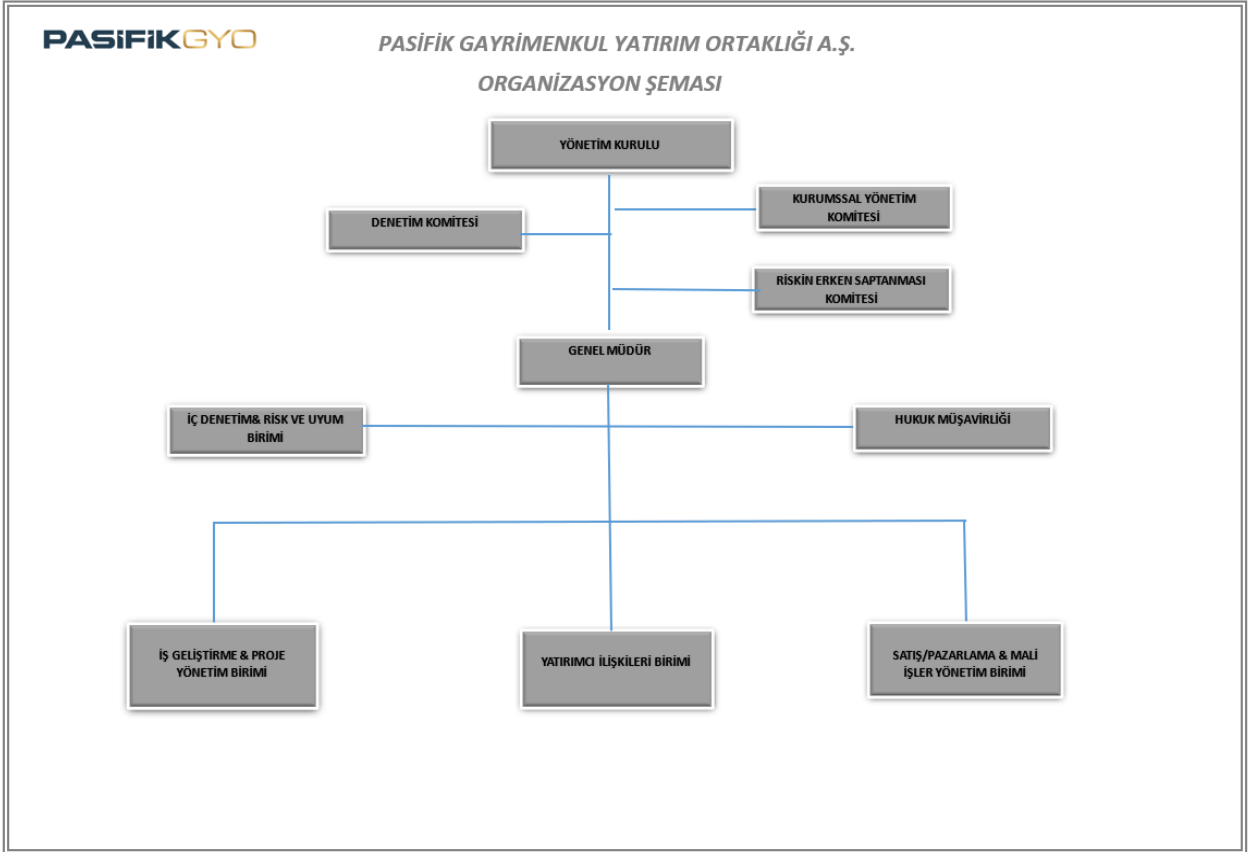 PASİFİKGYO
PASİFİK GAYRİMENKUL YATIRIM ORTAKLIĞI A.Ş.
ORGANİZASYON ŞEMASI
YÖNETİM KURULU
KURUMSSAL YÖNETİM
KOMİTESİ
DENETİM KOMİTESİ
RİSKİN ERKEN SAPTANMASI
KOMİTESİ
GENEL MÜDÜR
İÇ DENETİM& RİSK VE UYUM
BİRİMİ
HUKUK MÜŞAVİRLİĞİ
İŞ GELİŞTİRME & PROJE
YÖNETİM BİRİMİ
YATIRIMCI İLİŞKİLERİ BİRİMİ
SATIŞ/PAZARLAMA & MALİ
İŞLER YÖNETİM BİRİMİ